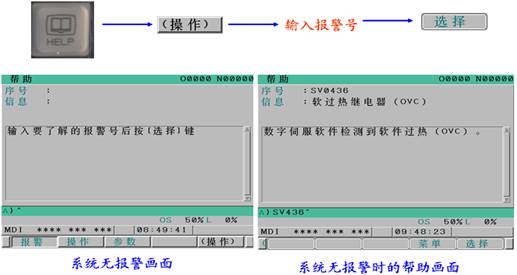 HELP
(操作)
输入报警号
选择
帮助 O0000 N00000
序号 :
信息 :
输入要了解的报警号后按[选择]键
A)^
OS 50% L 0%
MDI **** *** *** 08:49:41
报警 操作 参数 (操作)
系统无报警画面
帮助 O0000 N00000
序号 :SV0436
信息 :软过热继电器(OVC)
数字伺服软件检测到软件过热(OVC)。
A)SV436^
OS 50% L 0%
MDI **** *** *** 09:48:23
菜单 选择
系统无报警时的帮助画面